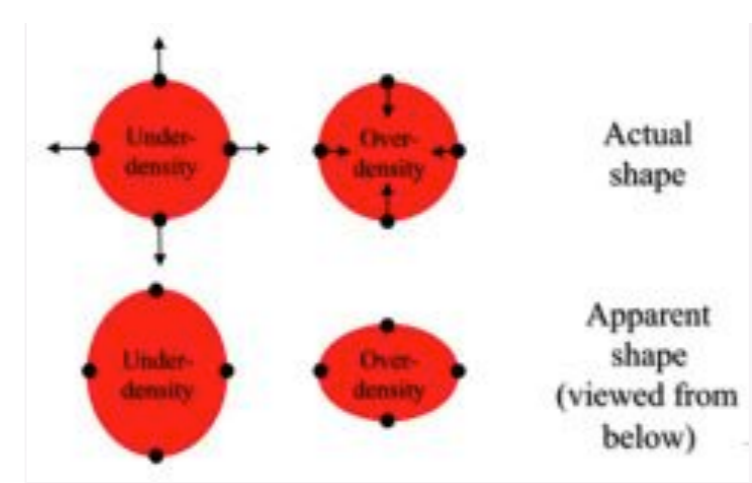 Under-
density
Over-
density
Actual
shape
Under-
density
Over-
density
Apparent
shape
(viewed from
below)